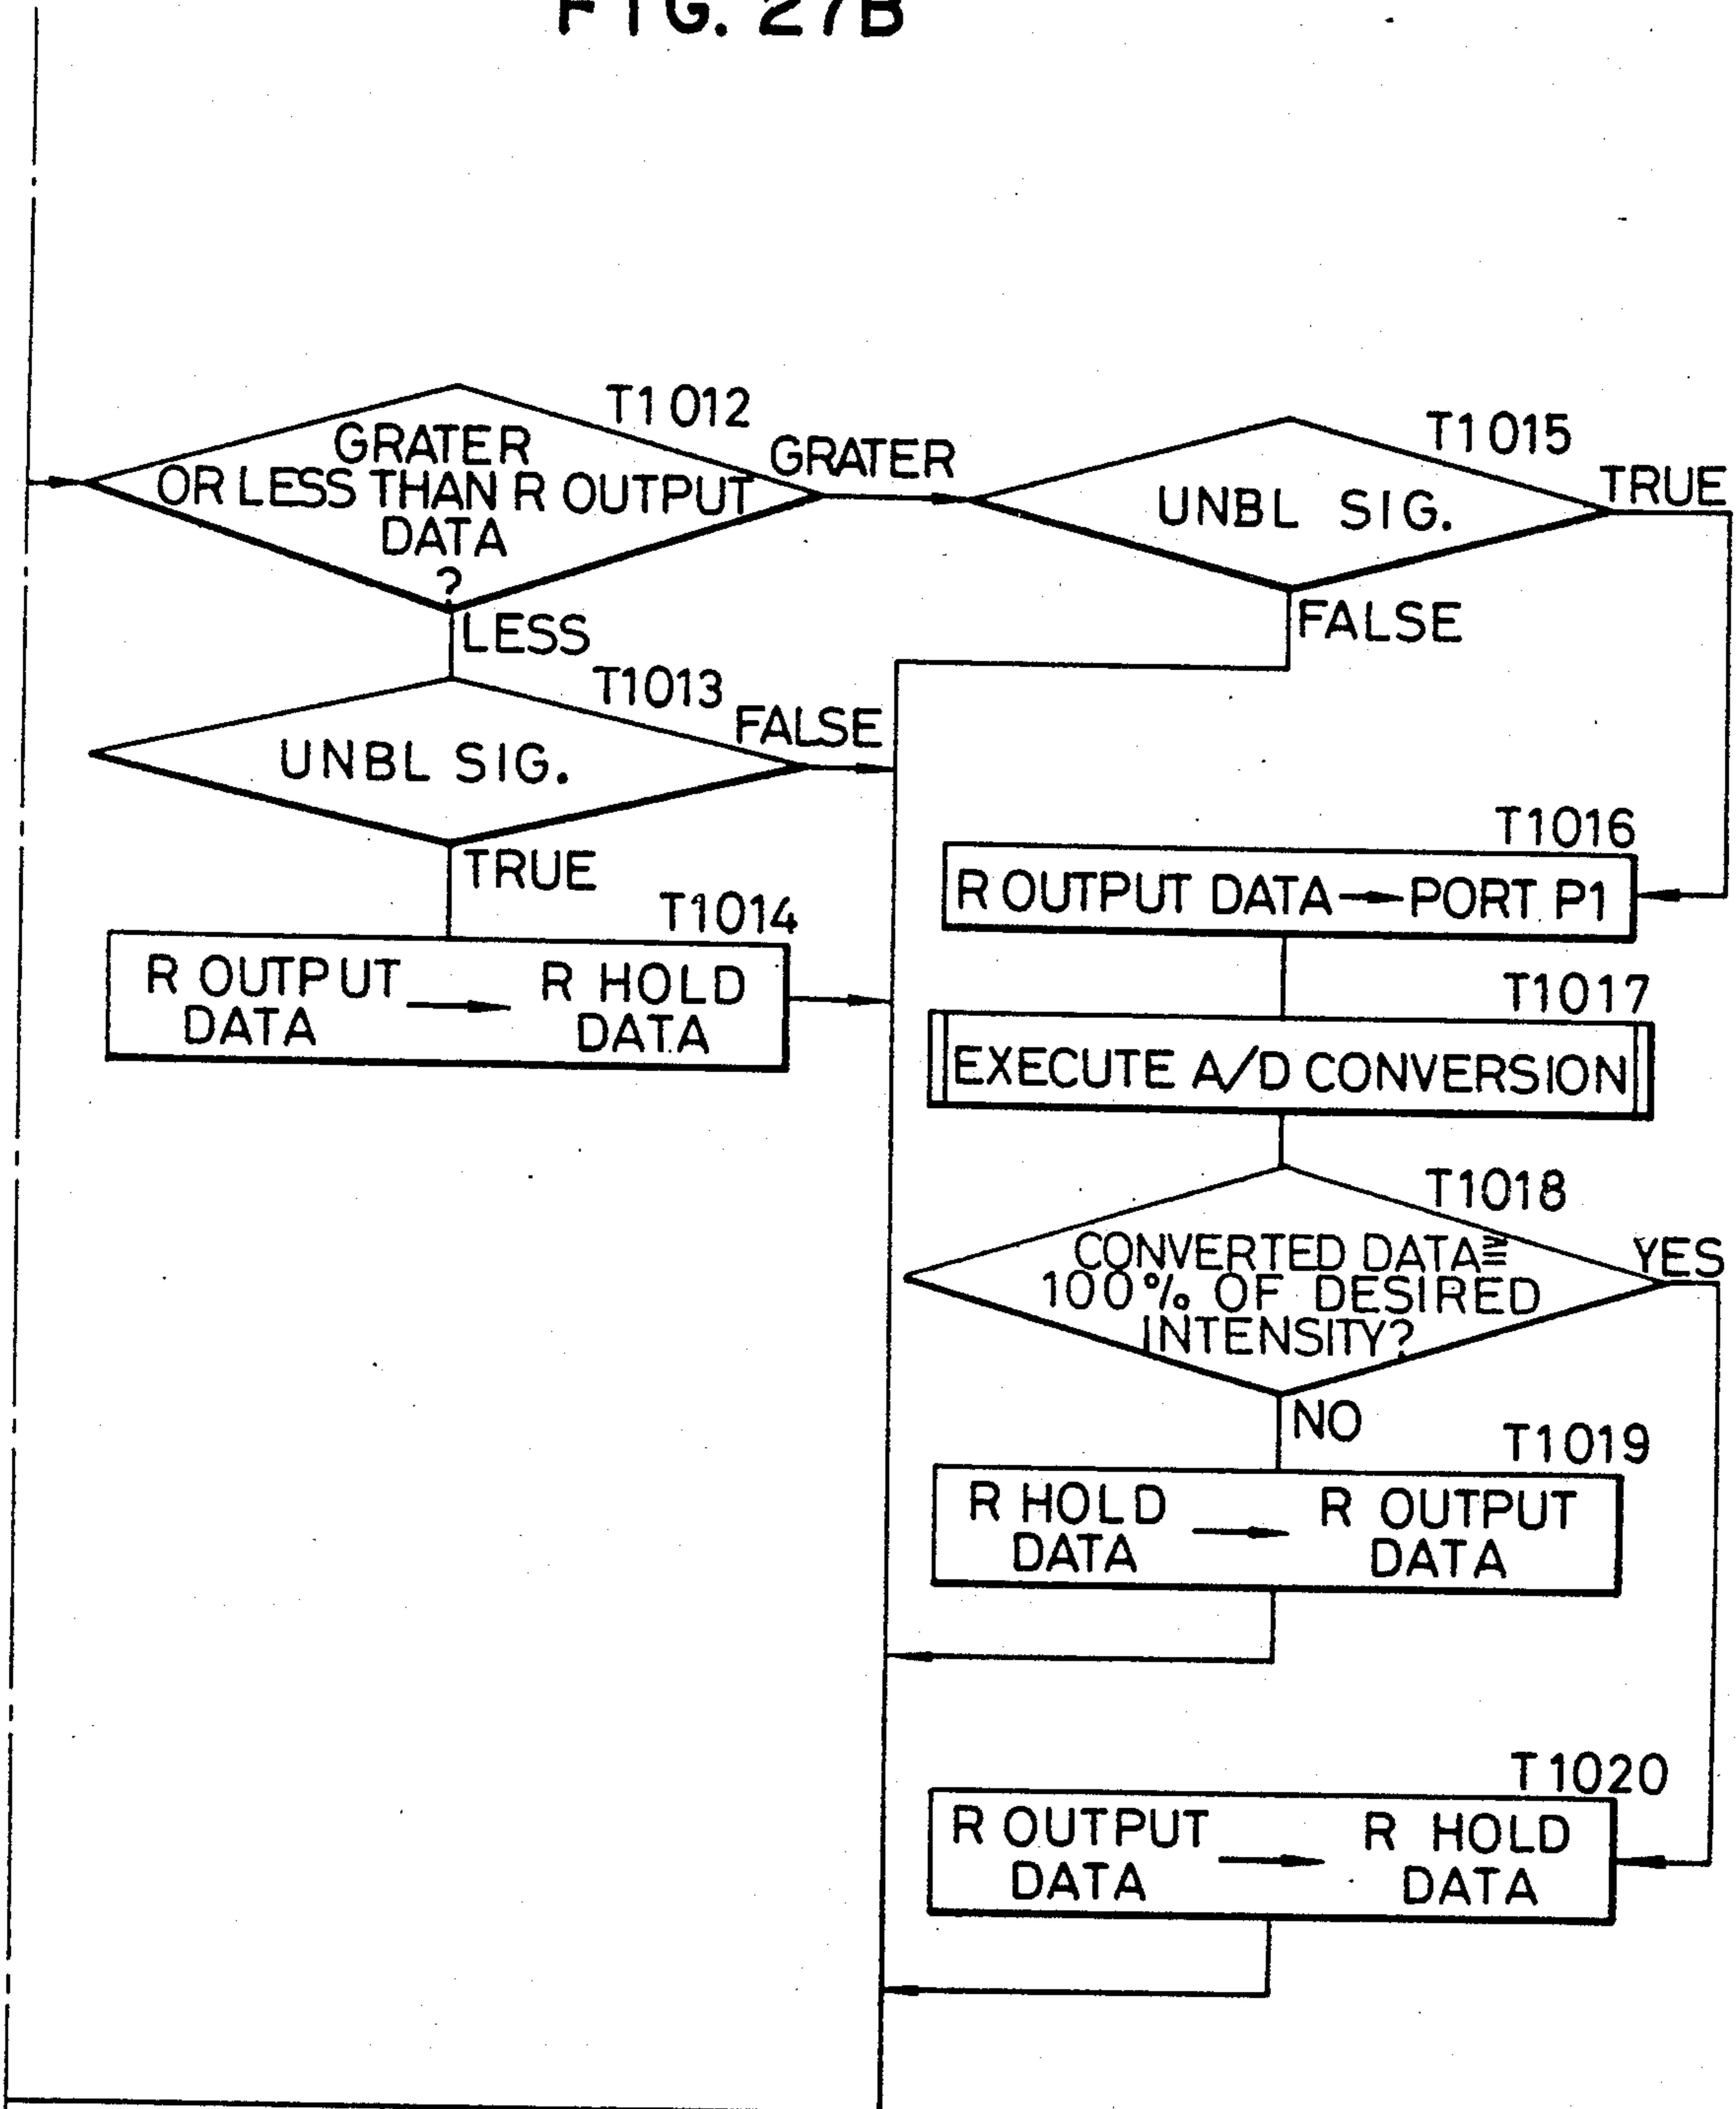 FIG. 27B
T1012
GRATER
OR LESS THAN R OUTPUT
DATA
?
GRATER
LESS
T1015
UNBL SIG.
TRUE
FALSE
T1013
UNBL SIG.
FALSE
TRUE
T1014
R OUTPUT DATA → R HOLD DATA
T1016
R OUTPUT DATA → PORT P1
T1017
EXECUTE A/D CONVERSION
T1018
CONVERTED DATA ≧
100% OF DESIRED
INTENSITY?
YES
NO
T1019
R HOLD DATA → R OUTPUT DATA
T1020
R OUTPUT DATA → R HOLD DATA